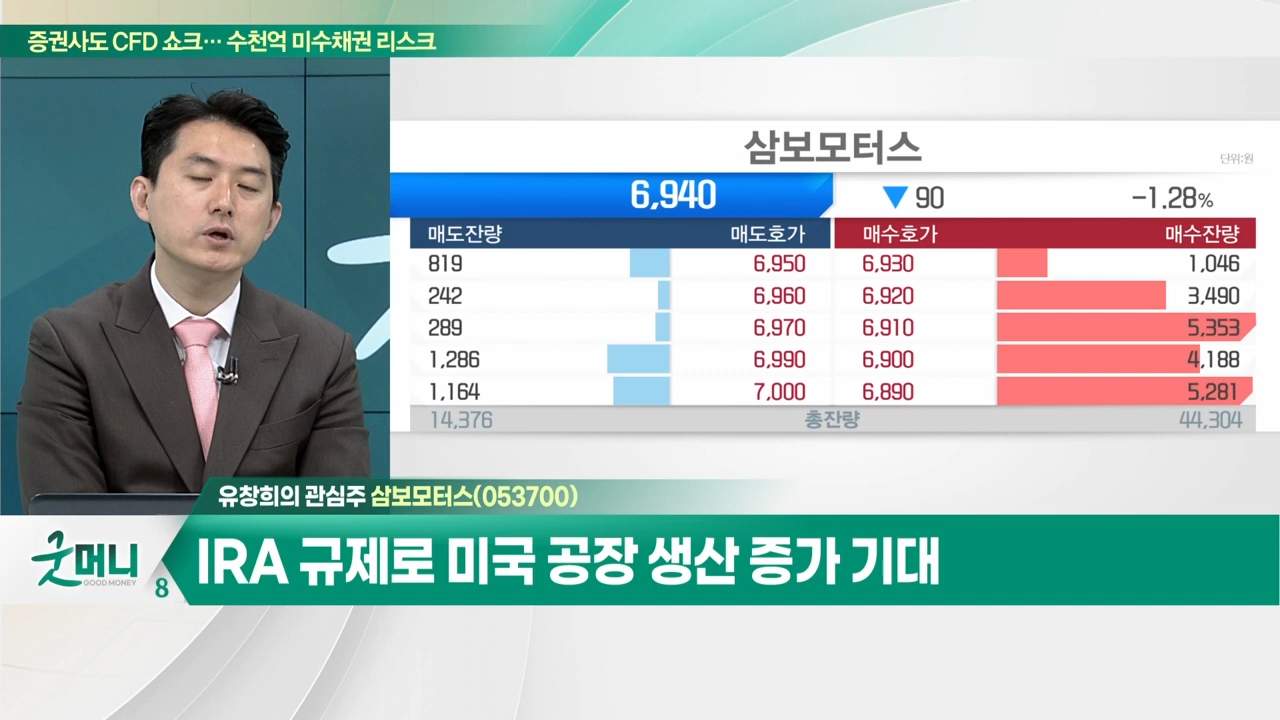 증권사도 CFD 쇼크… 수천억 미수채권 리스크
삼보모터스
단위:원
6,940 ▼ 90 -1.28%
매도잔량 매도호가 매수호가 매수잔량
819 6,950 6,930 1,046
242 6,960 6,920 3,490
289 6,970 6,910 5,353
1,286 6,990 6,900 4,188
1,164 7,000 6,890 5,281
14,376 총잔량 44,304
유창희의 관심주 삼보모터스(053700)
굿머니
GOOD MONEY
8
IRA 규제로 미국 공장 생산 증가 기대